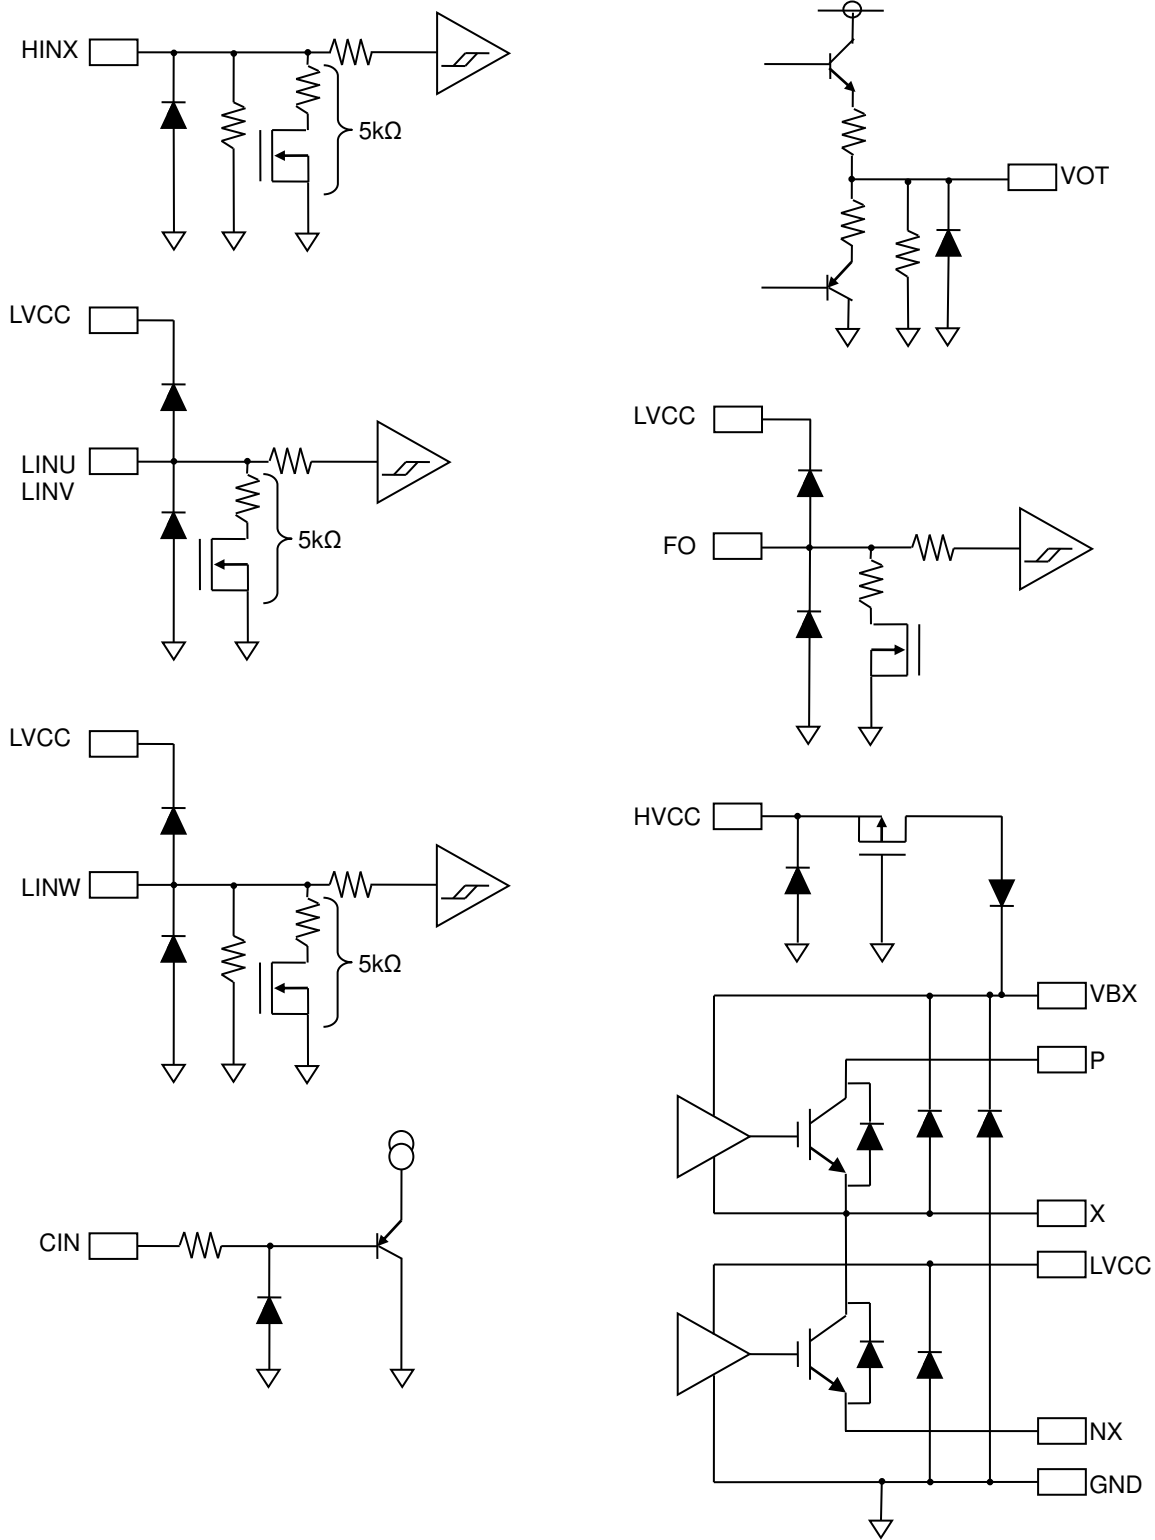 HINX
5kΩ
LVCC
LINU
LINV
5kΩ
LVCC
LINW
5kΩ
CIN
VOT
LVCC
FO
HVCC
VBX
P
X
LVCC
NX
GND